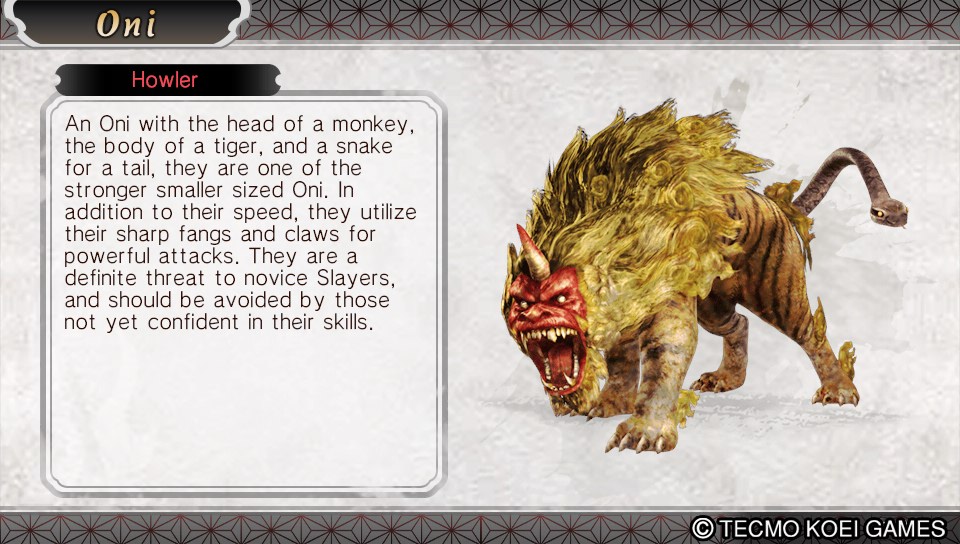 Oni
Howler
An Oni with the head of a monkey,
the body of a tiger, and a snake
for a tail, they are one of the
stronger smaller sized Oni. In
addition to their speed, they utilize
their sharp fangs and claws for
powerful attacks. They are a
definite threat to novice Slayers,
and should be avoided by those
not yet confident in their skills.
© TECMO KOEI GAMES